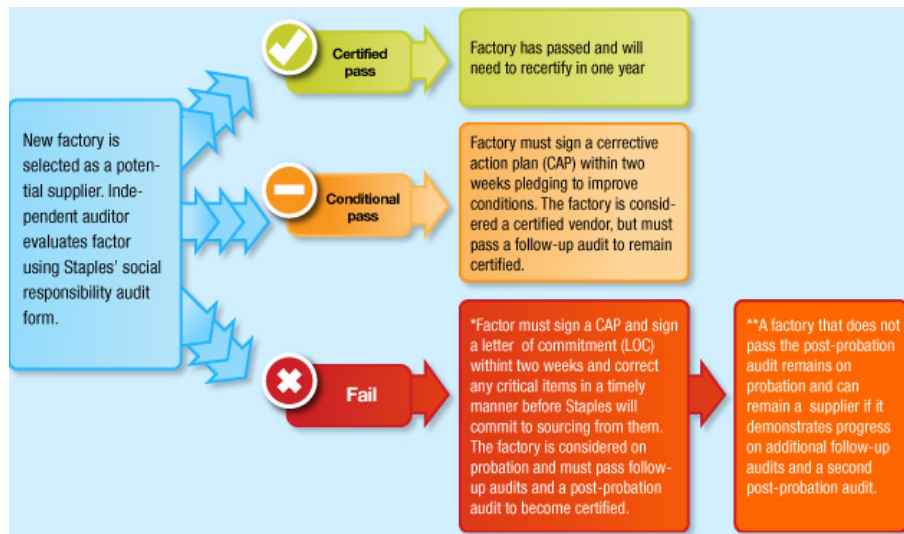 New factory is
selected as a poten-
tial supplier. Inde-
pendent auditor
evaluates factor
using Staples' social
responsibility audit
form.
Certified
pass
Factory has passed and will
need to recertify in one year
Conditional
pass
Factory must sign a cerrective
action plan (CAP) within two
weeks pledging to improve
conditions. The factory is consid-
ered a certified vendor, but must
pass a follow-up audit to remain
certified.
Fail
*Factor must sign a CAP and sign
a letter of commitment (LOC)
withint two weeks and correct
any critical items in a timely
manner before Staples will
commit to sourcing from them.
The factory is considered on
probation and must pass follow-
up audits and a post-probation
audit to become certified.
**A factory that does not
pass the post-probation
audit remains on
probation and can
remain a supplier if it
demonstrates progress
on additional follow-up
audits and a second
post-probation audit.